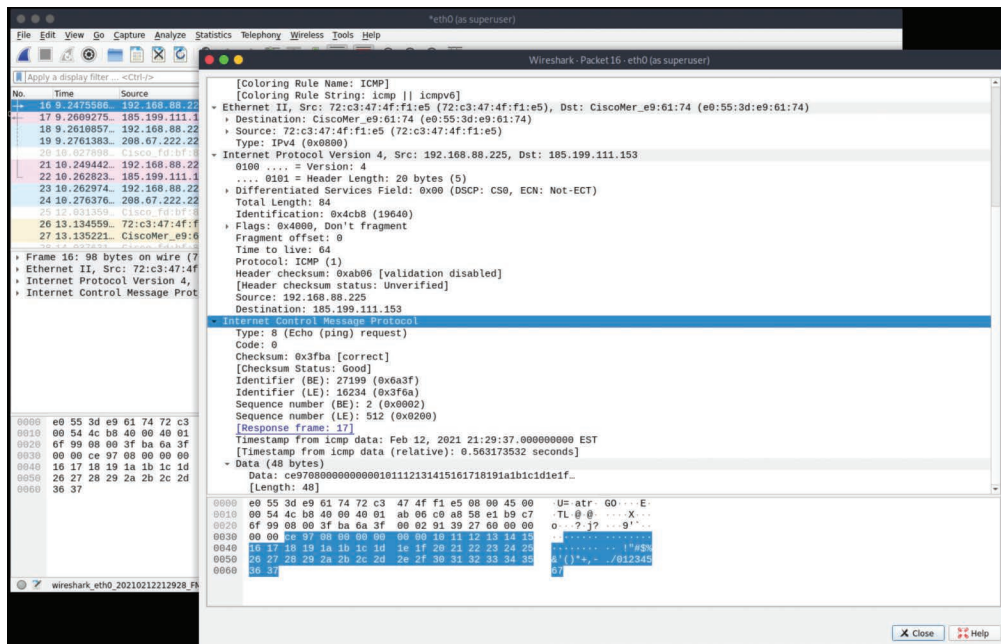 *eth0 (as superuser)
File Edit View Go Capture Analyze Statistics Telephony Wireless Tools Help
Apply a display filter ... <Ctrl-/>
No. Time Source
16 9.2475586… 192.168.88.22
17 9.2609275… 185.199.111.1
18 9.2610857… 192.168.88.22
19 9.2761383… 208.67.222.22
20 10.027898…
21 10.249442… 192.168.88.22
22 10.262823… 185.199.111.1
23 10.262974… 192.168.88.22
24 10.276376… 208.67.222.22
25 12.031359…
26 13.134559… 72:c3:47:4f:f
27 13.135221… CiscoMer_e9:6
Frame 16: 98 bytes on wire (7
Ethernet II, Src: 72:c3:47:4f
Internet Protocol Version 4,
Internet Control Message Prot
0000 e0 55 3d e9 61 74 72 c3
0010 00 54 4c b8 40 00 40 01
0020 6f 99 08 00 3f ba 6a 3f
0030 00 00 ce 97 08 00 00 00
0040 16 17 18 19 1a 1b 1c 1d
0050 26 27 28 29 2a 2b 2c 2d
0060 36 37
wireshark_eth0_20210212212928_
Wireshark · Packet 16 · eth0 (as superuser)
[Coloring Rule Name: ICMP]
[Coloring Rule String: icmp || icmpv6]
Ethernet II, Src: 72:c3:47:4f:f1:e5 (72:c3:47:4f:f1:e5), Dst: CiscoMer_e9:61:74 (e0:55:3d:e9:61:74)
Destination: CiscoMer_e9:61:74 (e0:55:3d:e9:61:74)
Source: 72:c3:47:4f:f1:e5 (72:c3:47:4f:f1:e5)
Type: IPv4 (0x0800)
Internet Protocol Version 4, Src: 192.168.88.225, Dst: 185.199.111.153
0100 .... = Version: 4
.... 0101 = Header Length: 20 bytes (5)
Differentiated Services Field: 0x00 (DSCP: CS0, ECN: Not-ECT)
Total Length: 84
Identification: 0x4cb8 (19640)
Flags: 0x4000, Don't fragment
Fragment offset: 0
Time to live: 64
Protocol: ICMP (1)
Header checksum: 0xab06 [validation disabled]
[Header checksum status: Unverified]
Source: 192.168.88.225
Destination: 185.199.111.153
Internet Control Message Protocol
Type: 8 (Echo (ping) request)
Code: 0
Checksum: 0x3fba [correct]
[Checksum Status: Good]
Identifier (BE): 27199 (0x6a3f)
Identifier (LE): 16234 (0x3f6a)
Sequence number (BE): 2 (0x0002)
Sequence number (LE): 512 (0x0200)
[Response frame: 17]
Timestamp from icmp data: Feb 12, 2021 21:29:37.000000000 EST
[Timestamp from icmp data (relative): 0.563173532 seconds]
Data (48 bytes)
Data: ce97080000000000101112131415161718191a1b1c1d1e1f…
[Length: 48]
0000 e0 55 3d e9 61 74 72 c3 47 4f f1 e5 08 00 45 00 ·U=·atr· GO····E·
0010 00 54 4c b8 40 00 40 01 ab 06 c0 a8 58 e1 b9 c7 ·TL·@·@· ····X···
0020 6f 99 08 00 3f ba 6a 3f 00 02 91 39 27 60 00 00 o···?·j? ···9'`··
0030 00 00 ce 97 08 00 00 00 00 00 10 11 12 13 14 15 ········ ········
0040 16 17 18 19 1a 1b 1c 1d 1e 1f 20 21 22 23 24 25 ········ ·· !"#$%
0050 26 27 28 29 2a 2b 2c 2d 2e 2f 30 31 32 33 34 35 &'()*+,- ./012345
0060 36 37 67
Close
Help